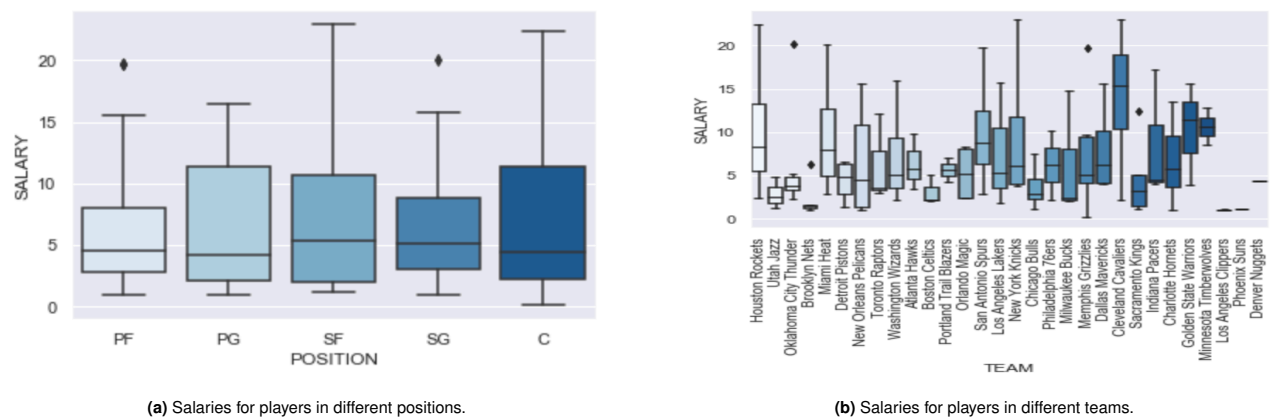 20
15
10
5
0
SALARY
PF PG SF SG C
POSITION
(a) Salaries for players in different positions.
20
15
10
5
0
SALARY
Houston Rockets
Utah Jazz
Oklahoma City Thunder
Brooklyn Nets
Miami Heat
Detroit Pistons
New Orleans Pelicans
Toronto Raptors
Washington Wizards
Atlanta Hawks
Boston Celtics
Portland Trail Blazers
Orlando Magic
San Antonio Spurs
Los Angeles Lakers
New York Knicks
Chicago Bulls
Philadelphia 76ers
Milwaukee Bucks
Memphis Grizzlies
Dallas Mavericks
Cleveland Cavaliers
Sacramento Kings
Indiana Pacers
Charlotte Hornets
Golden State Warriors
Minnesota Timberwolves
Los Angeles Clippers
Phoenix Suns
Denver Nuggets
TEAM
(b) Salaries for players in different teams.